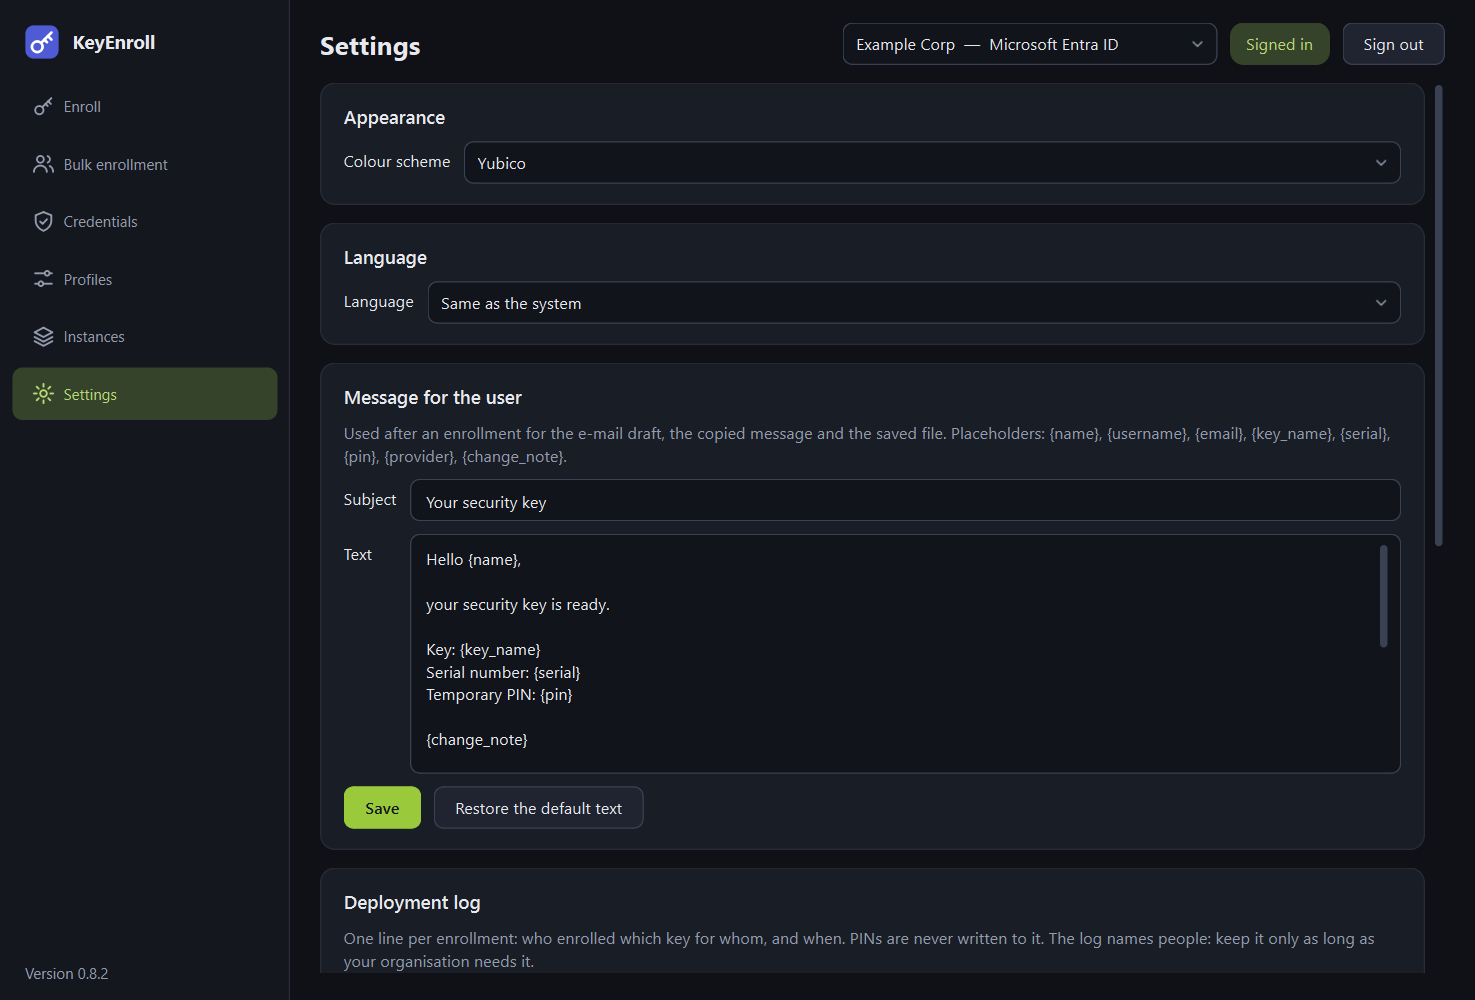 KeyEnroll
Enroll
Bulk enrollment
Credentials
Profiles
Instances
Settings
Version 0.8.2
Settings
Example Corp — Microsoft Entra ID
Signed in
Sign out
Appearance
Colour scheme
Yubico
Language
Language
Same as the system
Message for the user
Used after an enrollment for the e-mail draft, the copied message and the saved file. Placeholders: {name}, {username}, {email}, {key_name}, {serial},
{pin}, {provider}, {change_note}.
Subject
Your security key
Text
Hello {name},
your security key is ready.
Key: {key_name}
Serial number: {serial}
Temporary PIN: {pin}
{change_note}
Save
Restore the default text
Deployment log
One line per enrollment: who enrolled which key for whom, and when. PINs are never written to it. The log names people: keep it only as long as
your organisation needs it.